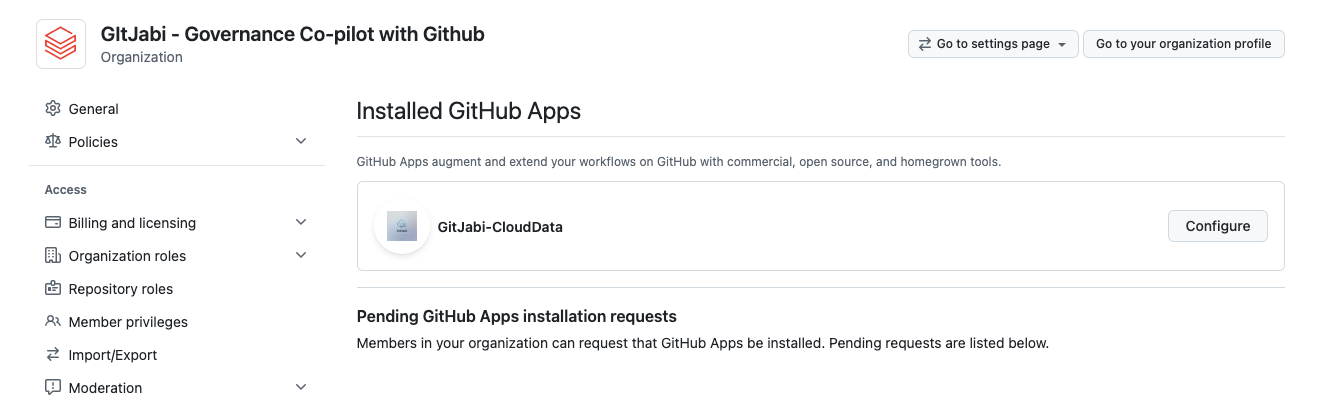 GItJabi - Governance Co-pilot with Github
Organization
Go to settings page
Go to your organization profile
General
Policies
Access
Billing and licensing
Organization roles
Repository roles
Member privileges
Import/Export
Moderation
Installed GitHub Apps
GitHub Apps augment and extend your workflows on GitHub with commercial, open source, and homegrown tools.
GitJabi-CloudData
Configure
Pending GitHub Apps installation requests
Members in your organization can request that GitHub Apps be installed. Pending requests are listed below.